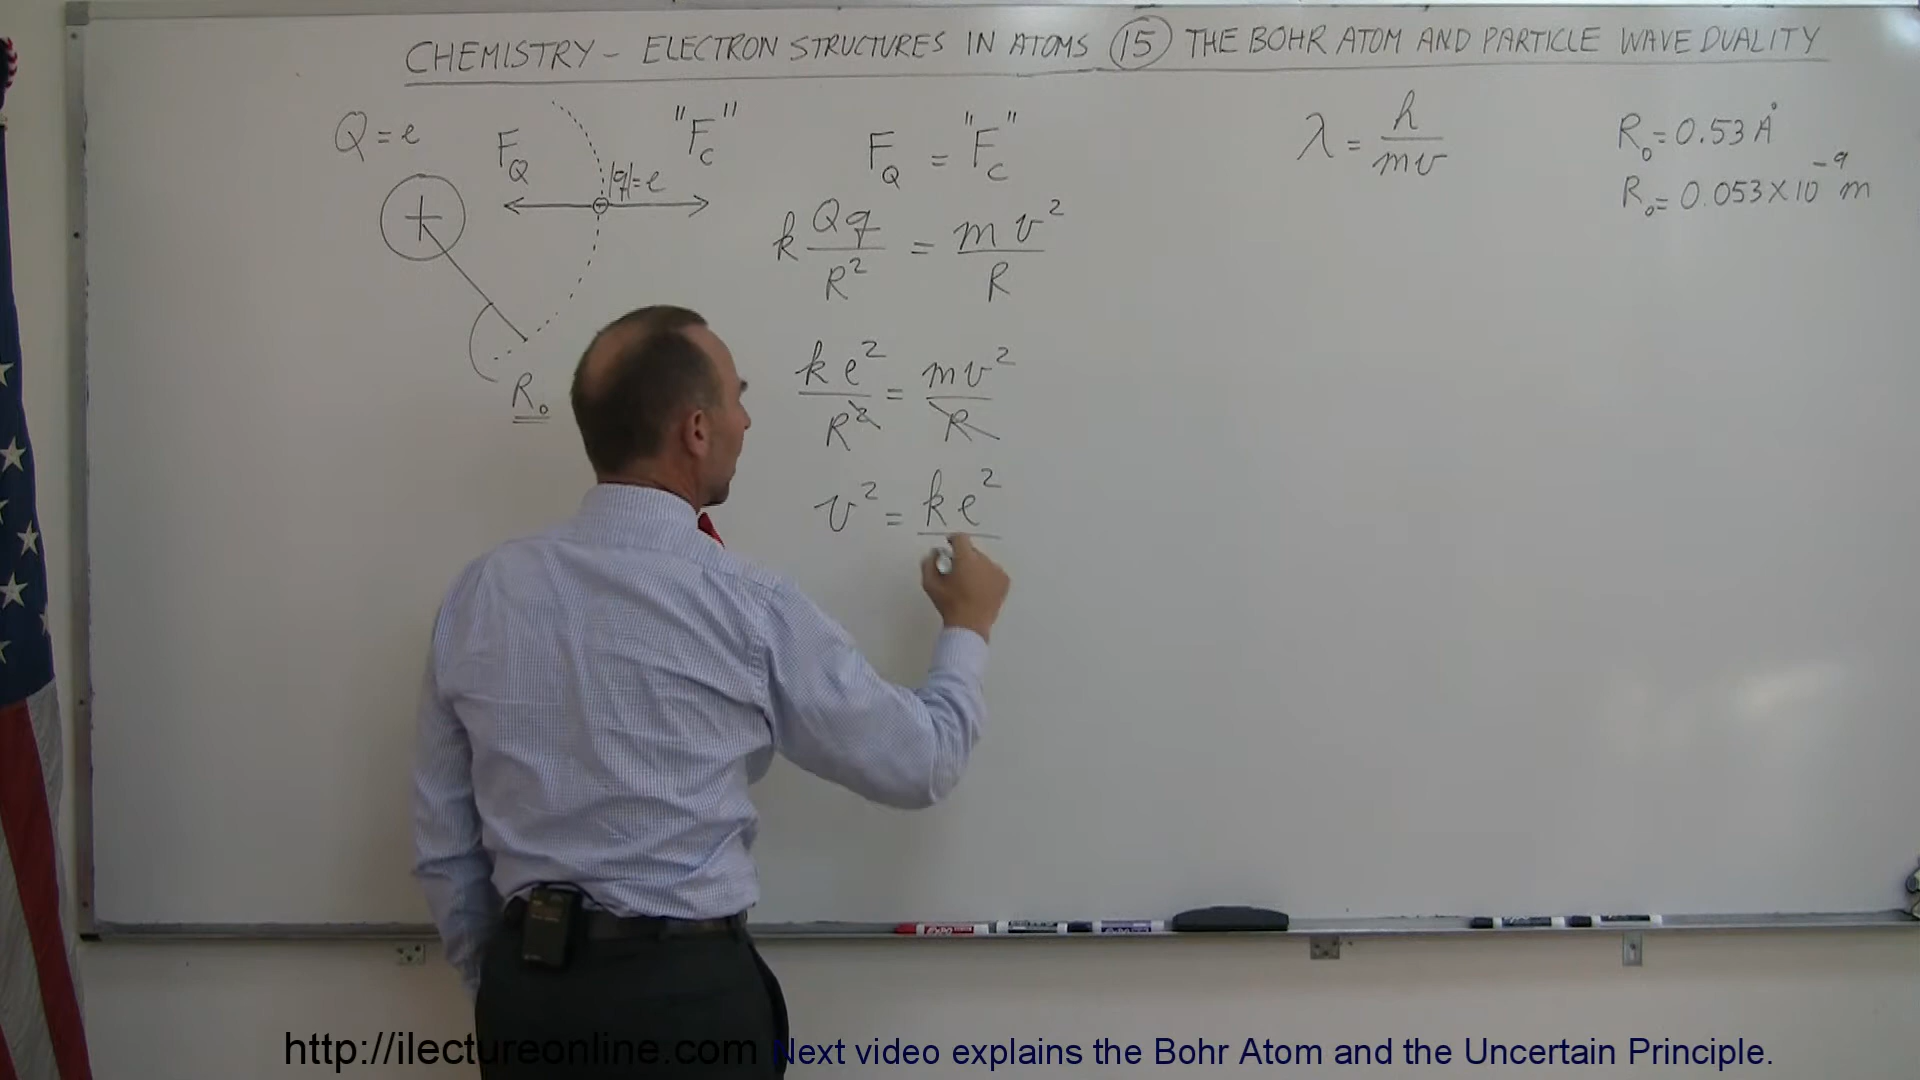 CHEMISTRY - ELECTRON STRUCTURES IN ATOMS (15) THE BOHR ATOM AND PARTICLE WAVE DUALITY
Q = e
F_Q
"F_C"
|q| = e
+
R₀
F_Q = "F_C"
k Qq/R² = mv²/R
ke²/R² = mv²/R
v² = ke²/
λ = h/mv
R₀ = 0.53 Å
R₀ = 0.053 × 10⁻⁹ m
http://ilectureonline.com Next video explains the Bohr Atom and the Uncertain Principle.